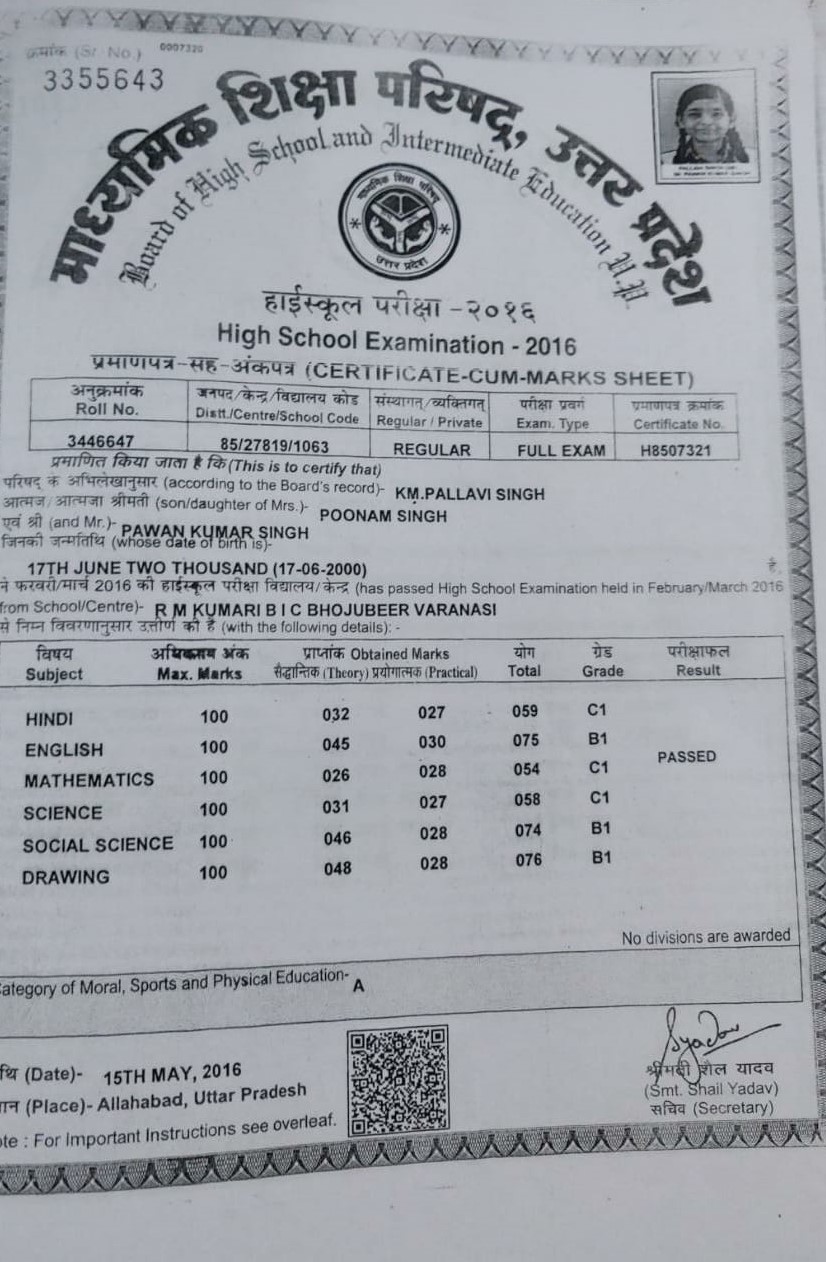 क्रमांक (Sr. No.) 0007320
3355643
माध्यमिक शिक्षा परिषद्, उत्तर प्रदेश
Board of High School and Intermediate Education U.P.
माध्यमिक शिक्षा परिषद
उत्तर प्रदेश
हाईस्कूल परीक्षा -२०१६
High School Examination - 2016
प्रमाणपत्र-सह-अंकपत्र (CERTIFICATE-CUM-MARKS SHEET)
अनुक्रमांक जनपद/केन्द्र/विद्यालय कोड संस्थागत/व्यक्तिगत परीक्षा प्रवर्ग प्रमाणपत्र क्रमांक
Roll No. Distt./Centre/School Code Regular / Private Exam. Type Certificate No.
3446647 85/27819/1063 REGULAR FULL EXAM H8507321
प्रमाणित किया जाता है कि (This is to certify that)
परिषद् के अभिलेखानुसार (according to the Board's record)- KM.PALLAVI SINGH
आत्मज/आत्मजा श्रीमती (son/daughter of Mrs.)- POONAM SINGH
एवं श्री (and Mr.)- PAWAN KUMAR SINGH
जिनकी जन्मतिथि (whose date of birth is)-
17TH JUNE TWO THOUSAND (17-06-2000) है,
ने फरवरी/मार्च 2016 की हाईस्कूल परीक्षा विद्यालय/केन्द्र (has passed High School Examination held in February/March 2016
from School/Centre)- R M KUMARI B I C BHOJUBEER VARANASI
से निम्न विवरणानुसार उत्तीर्ण की है (with the following details): -
विषय अधिकतम अंक प्राप्तांक Obtained Marks योग ग्रेड परीक्षाफल
Subject Max. Marks सैद्धान्तिक (Theory) प्रयोगात्मक (Practical) Total Grade Result
HINDI 100 032 027 059 C1
ENGLISH 100 045 030 075 B1
PASSED
MATHEMATICS 100 026 028 054 C1
SCIENCE 100 031 027 058 C1
SOCIAL SCIENCE 100 046 028 074 B1
DRAWING 100 048 028 076 B1
No divisions are awarded
ategory of Moral, Sports and Physical Education- A
थि (Date)- 15TH MAY, 2016
ान (Place)- Allahabad, Uttar Pradesh
ote : For Important Instructions see overleaf.
Syadav
श्रीमती शैल यादव
(Smt. Shail Yadav)
सचिव (Secretary)